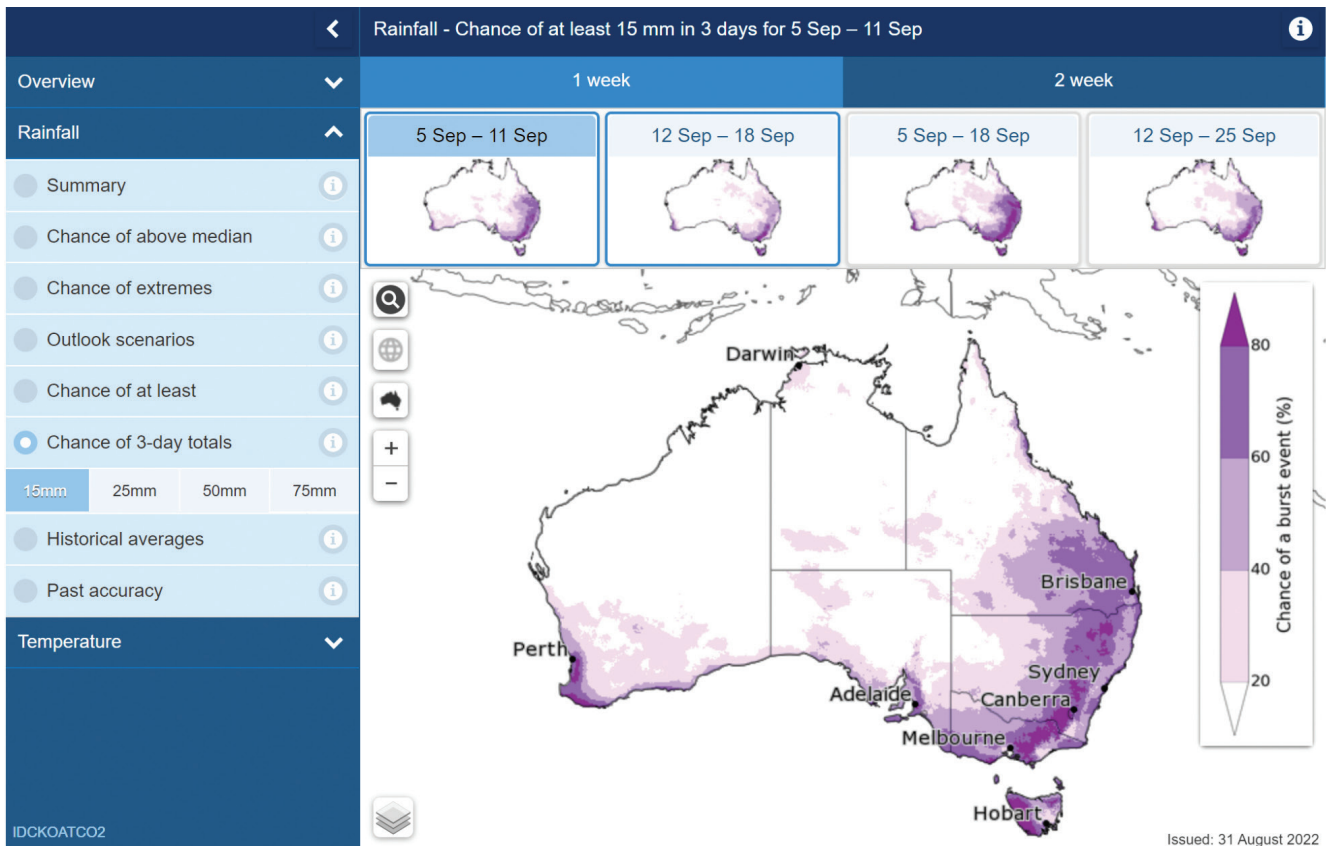 Rainfall - Chance of at least 15 mm in 3 days for 5 Sep – 11 Sep
Overview
1 week
2 week
Rainfall
5 Sep – 11 Sep
12 Sep – 18 Sep
5 Sep – 18 Sep
12 Sep – 25 Sep
Summary
Chance of above median
Chance of extremes
Outlook scenarios
Chance of at least
Chance of 3-day totals
15mm
25mm
50mm
75mm
Historical averages
Past accuracy
Temperature
IDCKOATCO2
+
−
Darwin
Brisbane
Perth
Sydney
Adelaide
Canberra
Melbourne
Hobart
80
60
40
20
Chance of a burst event (%)
Issued: 31 August 2022